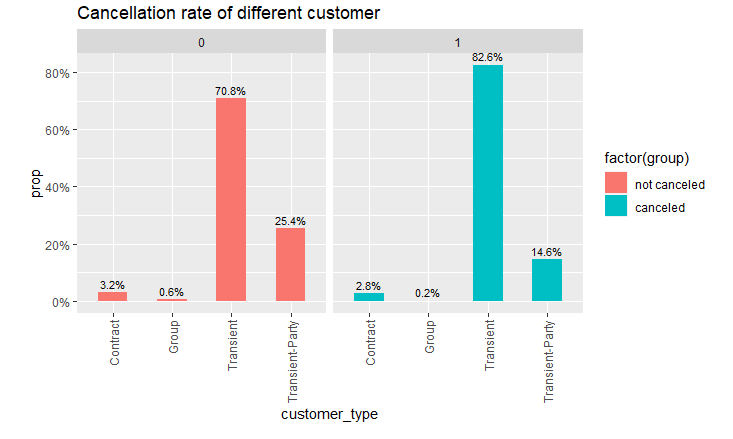 Cancellation rate of different customer
0
1
80%
60%
40%
20%
0%
prop
3.2%
0.6%
70.8%
25.4%
2.8%
0.2%
82.6%
14.6%
Contract
Group
Transient
Transient-Party
Contract
Group
Transient
Transient-Party
customer_type
factor(group)
not canceled
canceled